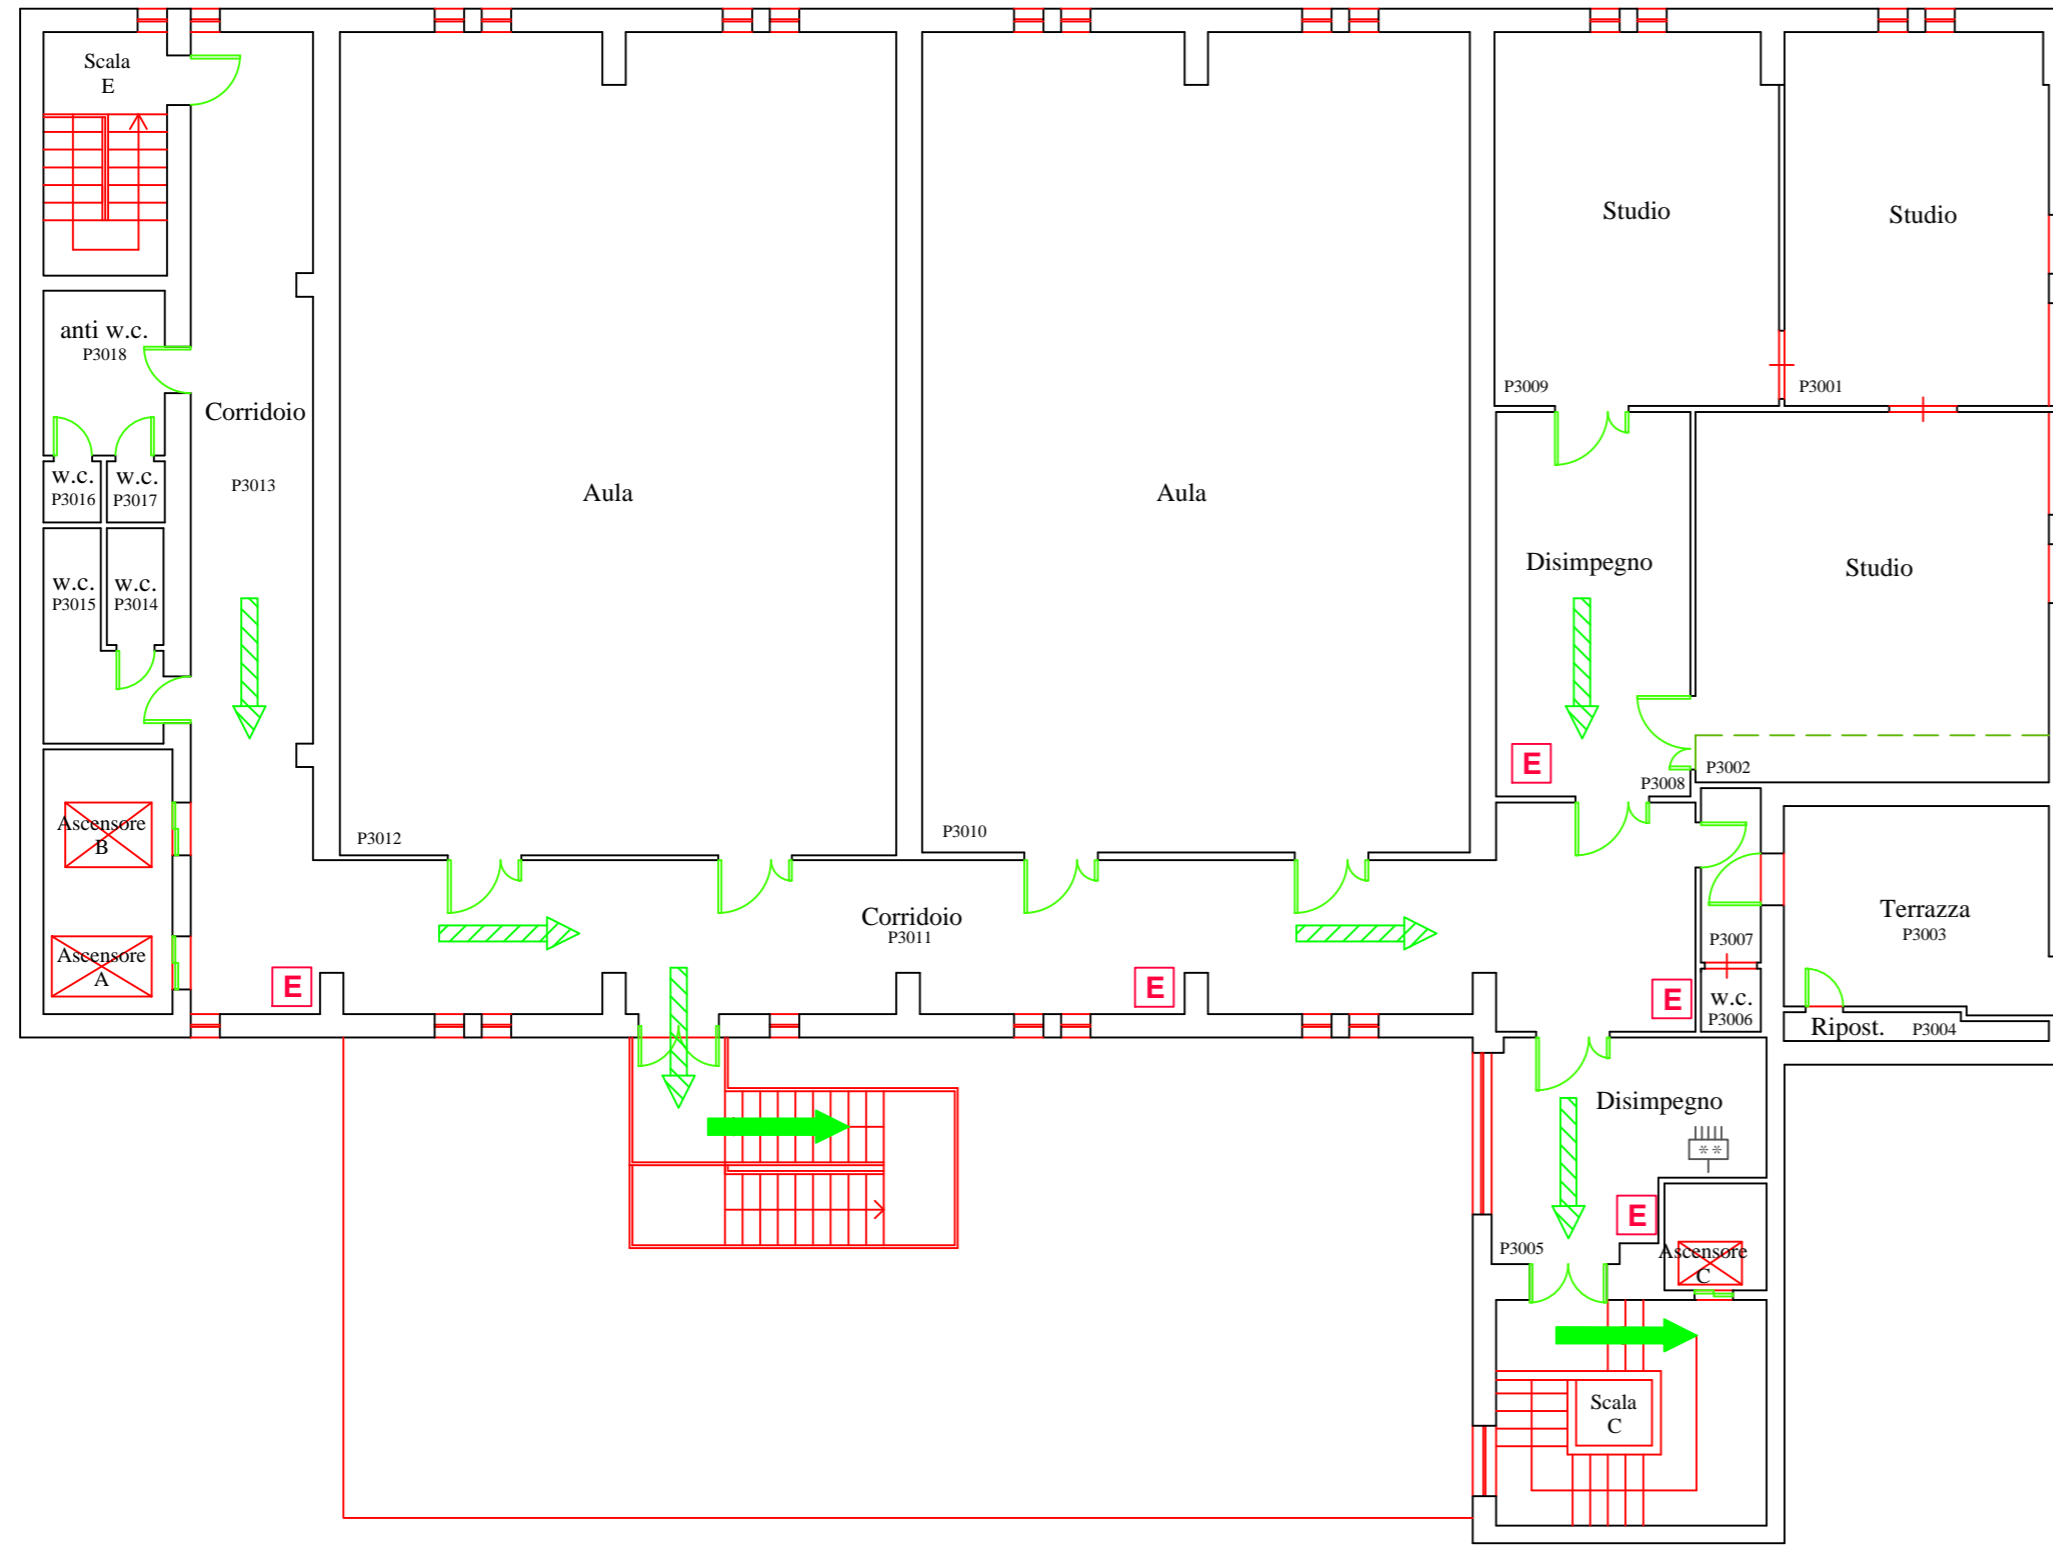 Scala
E
Studio
Studio
anti w.c.
P3018
P3009
P3001
Corridoio
w.c.
P3016
w.c.
P3017
P3013
Aula
Aula
Disimpegno
Studio
w.c.
P3015
w.c.
P3014
E
P3008
P3002
Ascensore
B
P3012
P3010
Corridoio
P3011
Terrazza
P3003
P3007
Ascensore
A
E
E
E
w.c.
P3006
Ripost.
P3004
Disimpegno
**
E
P3005
Ascensore
C
Scala
C